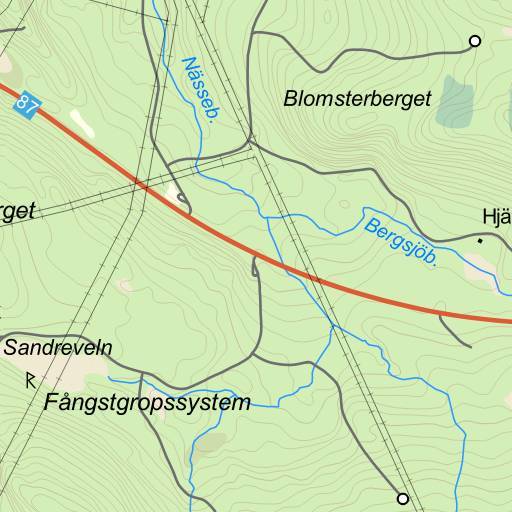 Nässeb.
87
Blomsterberget
rget
Hjä
Bergsjöb.
Sandreveln
Fångstgropssystem